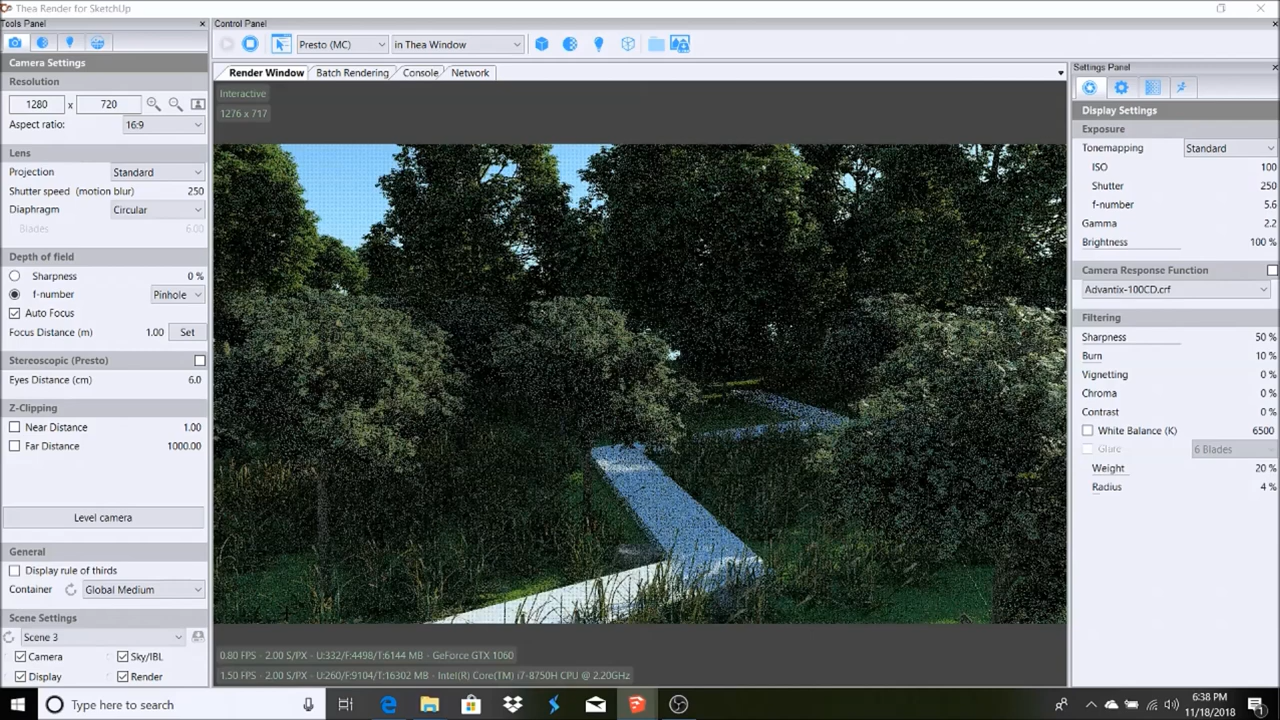 Thea Render for SketchUp
Tools Panel
Control Panel
Presto (MC)
in Thea Window
Camera Settings
Render Window
Batch Rendering
Console
Network
Settings Panel
Resolution
1280 x 720
Aspect ratio: 16:9
Lens
Projection Standard
Shutter speed (motion blur) 250
Diaphragm Circular
Blades 6.00
Depth of field
Sharpness 0 %
f-number Pinhole
Auto Focus
Focus Distance (m) 1.00 Set
Stereoscopic (Presto)
Eyes Distance (cm) 6.0
Z-Clipping
Near Distance 1.00
Far Distance 1000.00
Level camera
General
Display rule of thirds
Container Global Medium
Scene Settings
Scene 3
Camera Sky/IBL
Display Render
Interactive
1276 x 717
0.80 FPS - 2.00 S/PX - U:332/F:4498/T:6144 MB - GeForce GTX 1060
1.50 FPS - 2.00 S/PX - U:260/F:9104/T:16302 MB - Intel(R) Core(TM) i7-8750H CPU @ 2.20GHz
Display Settings
Exposure
Tonemapping Standard
ISO 100
Shutter 250
f-number 5.6
Gamma 2.2
Brightness 100 %
Camera Response Function
Advantix-100CD.crf
Filtering
Sharpness 50 %
Burn 10 %
Vignetting 0 %
Chroma 0 %
Contrast 0 %
White Balance (K) 6500
Glare 6 Blades
Weight 20 %
Radius 4 %
Type here to search
6:38 PM
11/18/2018
1